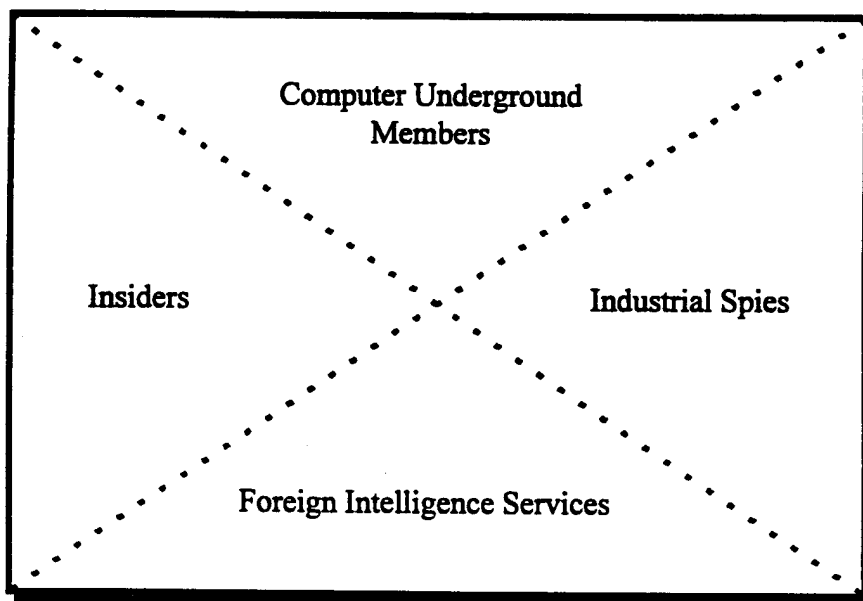 Computer Underground
Members
Insiders
Industrial Spies
Foreign Intelligence Services